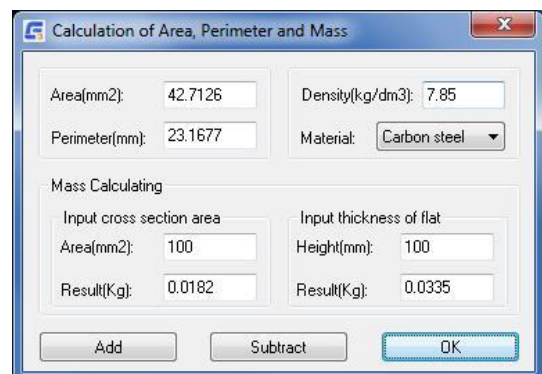 Calculation of Area, Perimeter and Mass
Area(mm2): 42.7126
Perimeter(mm): 23.1677
Density(kg/dm3): 7.85
Material: Carbon steel
Mass Calculating
Input cross section area
Area(mm2): 100
Result(Kg): 0.0182
Input thickness of flat
Height(mm): 100
Result(Kg): 0.0335
Add
Subtract
OK